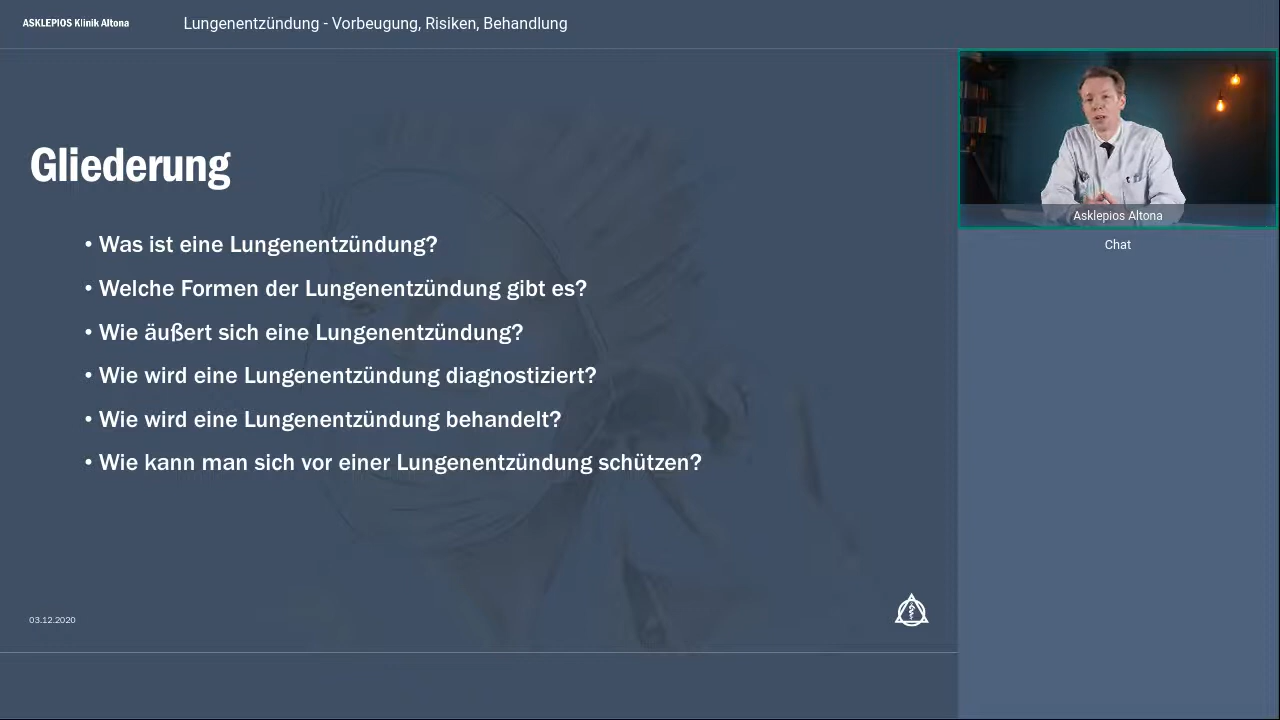 ASKLEPIOS Klinik Altona
Lungenentzündung - Vorbeugung, Risiken, Behandlung
Gliederung
• Was ist eine Lungenentzündung?
• Welche Formen der Lungenentzündung gibt es?
• Wie äußert sich eine Lungenentzündung?
• Wie wird eine Lungenentzündung diagnostiziert?
• Wie wird eine Lungenentzündung behandelt?
• Wie kann man sich vor einer Lungenentzündung schützen?
03.12.2020
Asklepios Altona
Chat